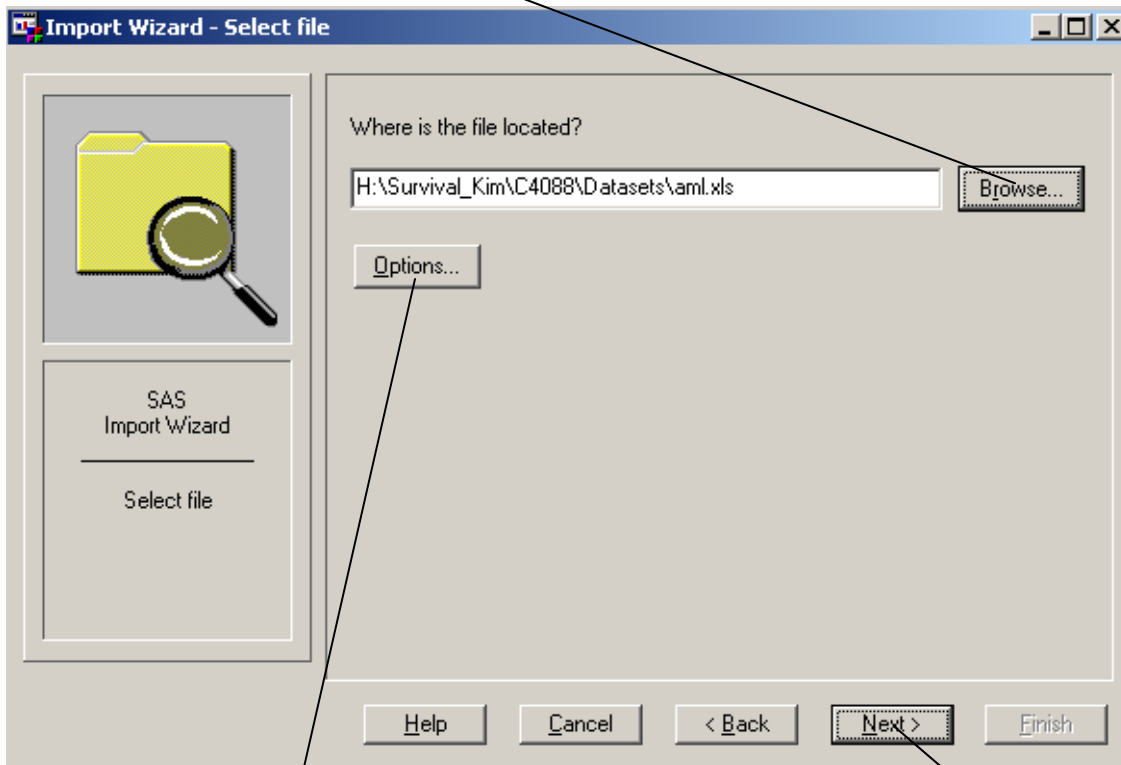 Import Wizard - Select file
Where is the file located?
H:\Survival_Kim\C4088\Datasets\aml.xls
Browse...
Options...
SAS
Import Wizard
Select file
Help
Cancel
< Back
Next >
Finish